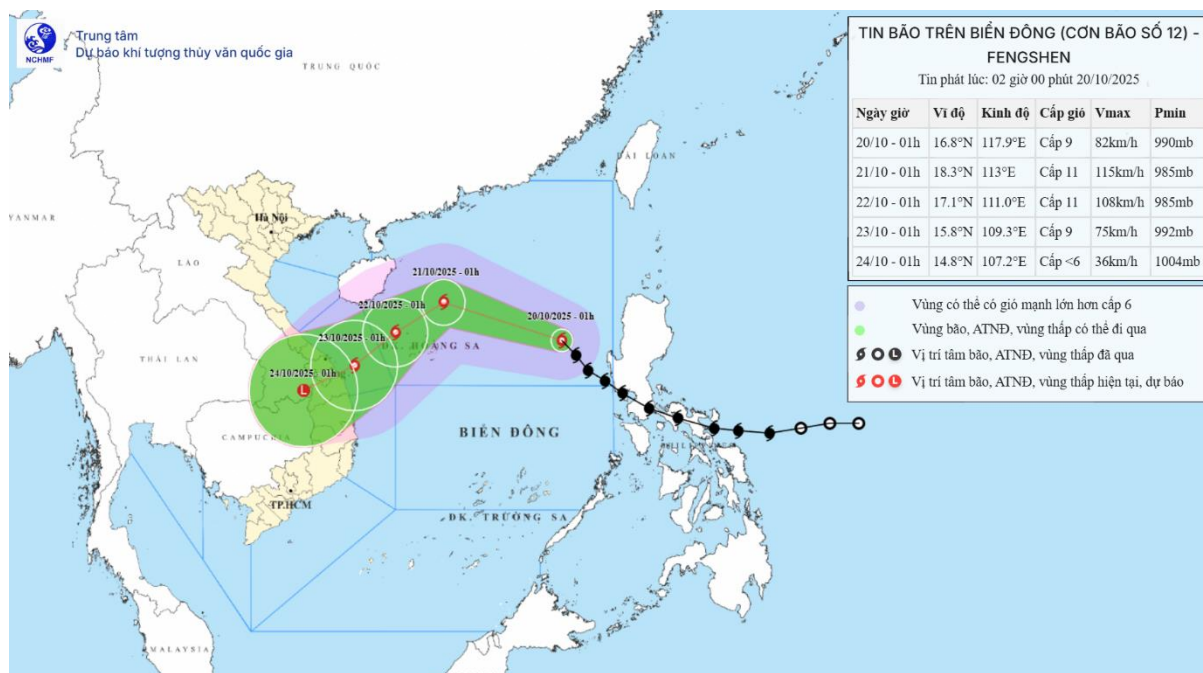 Trung tâm
Dự báo khí tượng thủy văn quốc gia
NCHMF
TIN BÃO TRÊN BIỂN ĐÔNG (CƠN BÃO SỐ 12) -
FENGSHEN
Tin phát lúc: 02 giờ 00 phút 20/10/2025
Ngày giờ Vĩ độ Kinh độ Cấp gió Vmax Pmin
20/10 - 01h 16.8°N 117.9°E Cấp 9 82km/h 990mb
21/10 - 01h 18.3°N 113°E Cấp 11 115km/h 985mb
22/10 - 01h 17.1°N 111.0°E Cấp 11 108km/h 985mb
23/10 - 01h 15.8°N 109.3°E Cấp 9 75km/h 992mb
24/10 - 01h 14.8°N 107.2°E Cấp <6 36km/h 1004mb
Vùng có thể có gió mạnh lớn hơn cấp 6
Vùng bão, ATNĐ, vùng thấp có thể đi qua
L Vị trí tâm bão, ATNĐ, vùng thấp đã qua
L Vị trí tâm bão, ATNĐ, vùng thấp hiện tại, dự báo
TRUNG QUỐC
ĐÀI LOAN
YANMAR
Hà Nội
LÀO
21/10/2025 - 01h
22/10/2025 - 01h
20/10/2025 - 01h
23/10/2025 - 01h
ĐK. HOÀNG SA
THÁI LAN
24/10/2025 - 01h
L
CAMPUCHIA
BIỂN ĐÔNG
TP.HCM
ĐK. TRƯỜNG SA
MALAYSIA